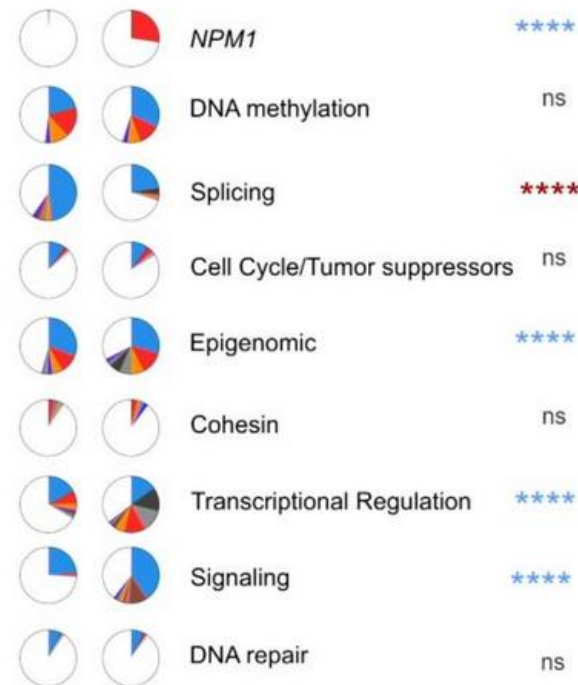 NPM1 ****
DNA methylation ns
Splicing ****
Cell Cycle/Tumor suppressors ns
Epigenomic ****
Cohesin ns
Transcriptional Regulation ****
Signaling ****
DNA repair ns